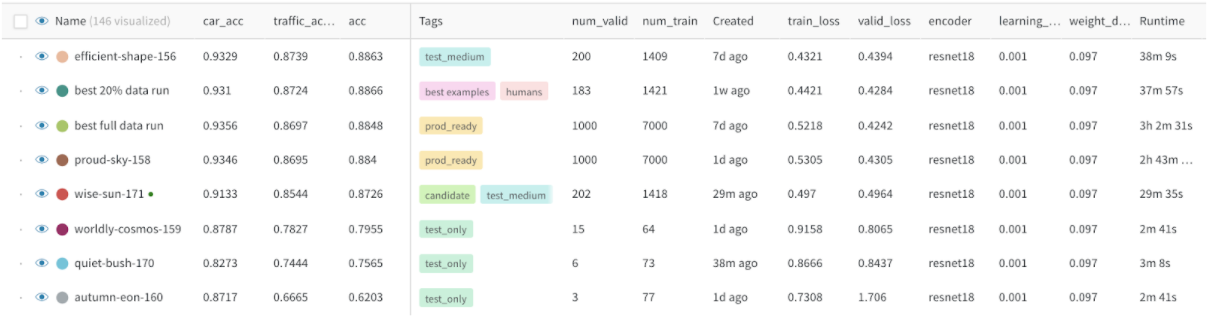 Name (146 visualized) car_acc traffic_ac... acc Tags num_valid num_train Created train_loss valid_loss encoder learning_... weight_d... Runtime
efficient-shape-156 0.9329 0.8739 0.8863 test_medium 200 1409 7d ago 0.4321 0.4394 resnet18 0.001 0.097 38m 9s
best 20% data run 0.931 0.8724 0.8866 best examples humans 183 1421 1w ago 0.4421 0.4284 resnet18 0.001 0.097 37m 57s
best full data run 0.9356 0.8697 0.8848 prod_ready 1000 7000 7d ago 0.5218 0.4242 resnet18 0.001 0.097 3h 2m 31s
proud-sky-158 0.9346 0.8695 0.884 prod_ready 1000 7000 1d ago 0.5305 0.4305 resnet18 0.001 0.097 2h 43m ...
wise-sun-171 0.9133 0.8544 0.8726 candidate test_medium 202 1418 29m ago 0.497 0.4964 resnet18 0.001 0.097 29m 35s
worldly-cosmos-159 0.8787 0.7827 0.7955 test_only 15 64 1d ago 0.9158 0.8065 resnet18 0.001 0.097 2m 41s
quiet-bush-170 0.8273 0.7444 0.7565 test_only 6 73 38m ago 0.8666 0.8437 resnet18 0.001 0.097 3m 8s
autumn-eon-160 0.8717 0.6665 0.6203 test_only 3 77 1d ago 0.7308 1.706 resnet18 0.001 0.097 2m 41s